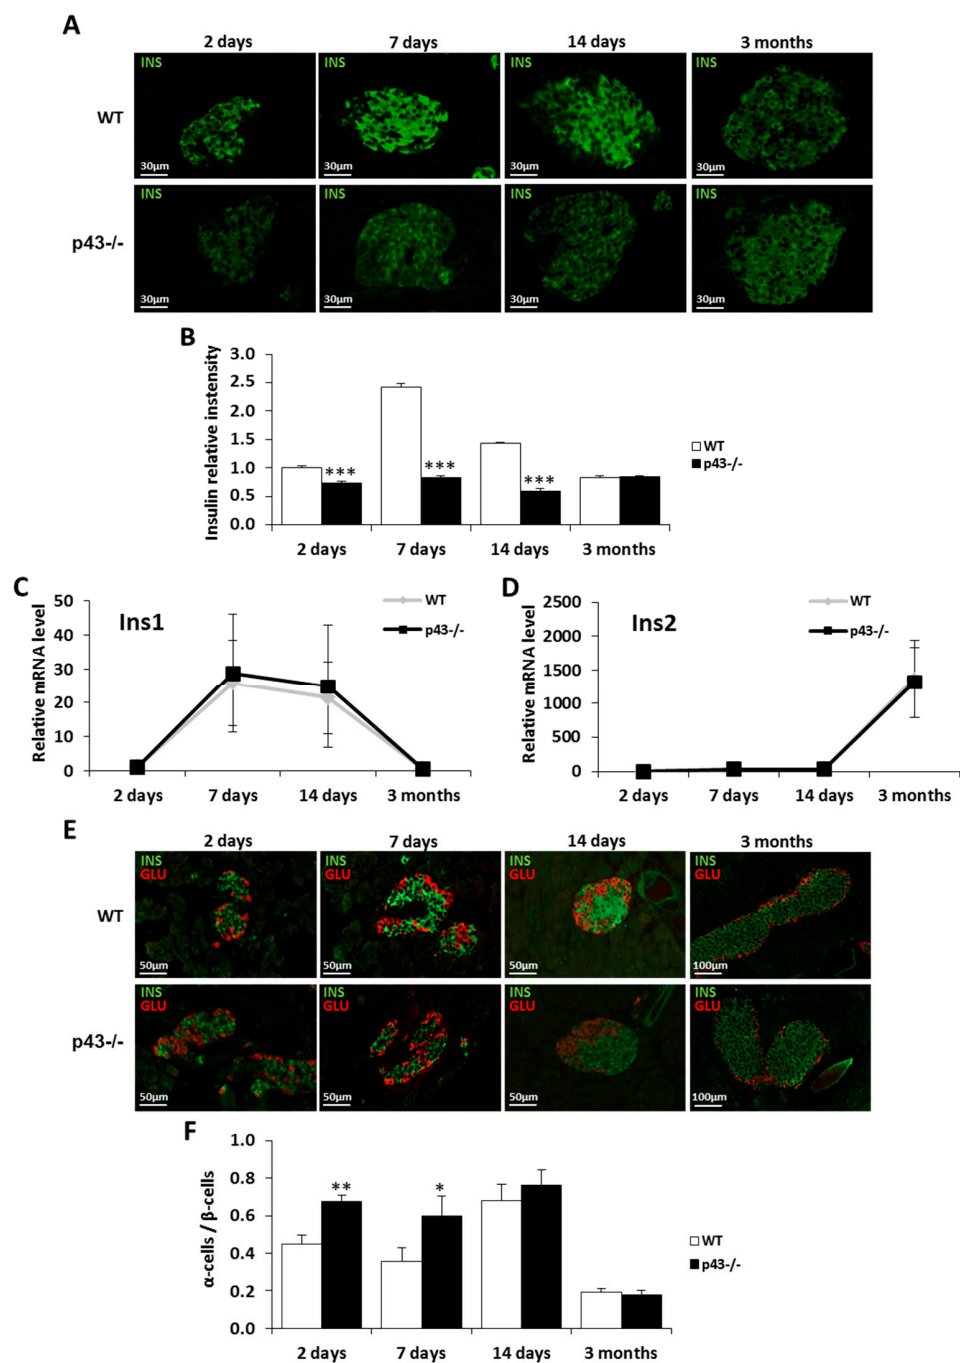 A
2 days 7 days 14 days 3 months
WT
INS INS INS INS
30µm 30µm 30µm 30µm
p43-/-
INS INS INS INS
30µm 30µm 30µm 30µm
B
Insulin relative instensity
3.0
2.5
2.0
1.5
1.0
0.5
0.0
*** *** ***
WT
p43-/-
2 days 7 days 14 days 3 months
C
Ins1
Relative mRNA level
50
40
30
20
10
0
WT
p43-/-
2 days 7 days 14 days 3 months
D
Ins2
Relative mRNA level
2500
2000
1500
1000
500
0
WT
p43-/-
2 days 7 days 14 days 3 months
E
2 days 7 days 14 days 3 months
WT
INS INS INS INS
GLU GLU GLU GLU
50µm 50µm 50µm 100µm
p43-/-
INS INS INS INS
GLU GLU GLU GLU
50µm 50µm 50µm 100µm
F
α-cells / β-cells
1.0
0.8
0.6
0.4
0.2
0.0
** *
WT
p43-/-
2 days 7 days 14 days 3 months